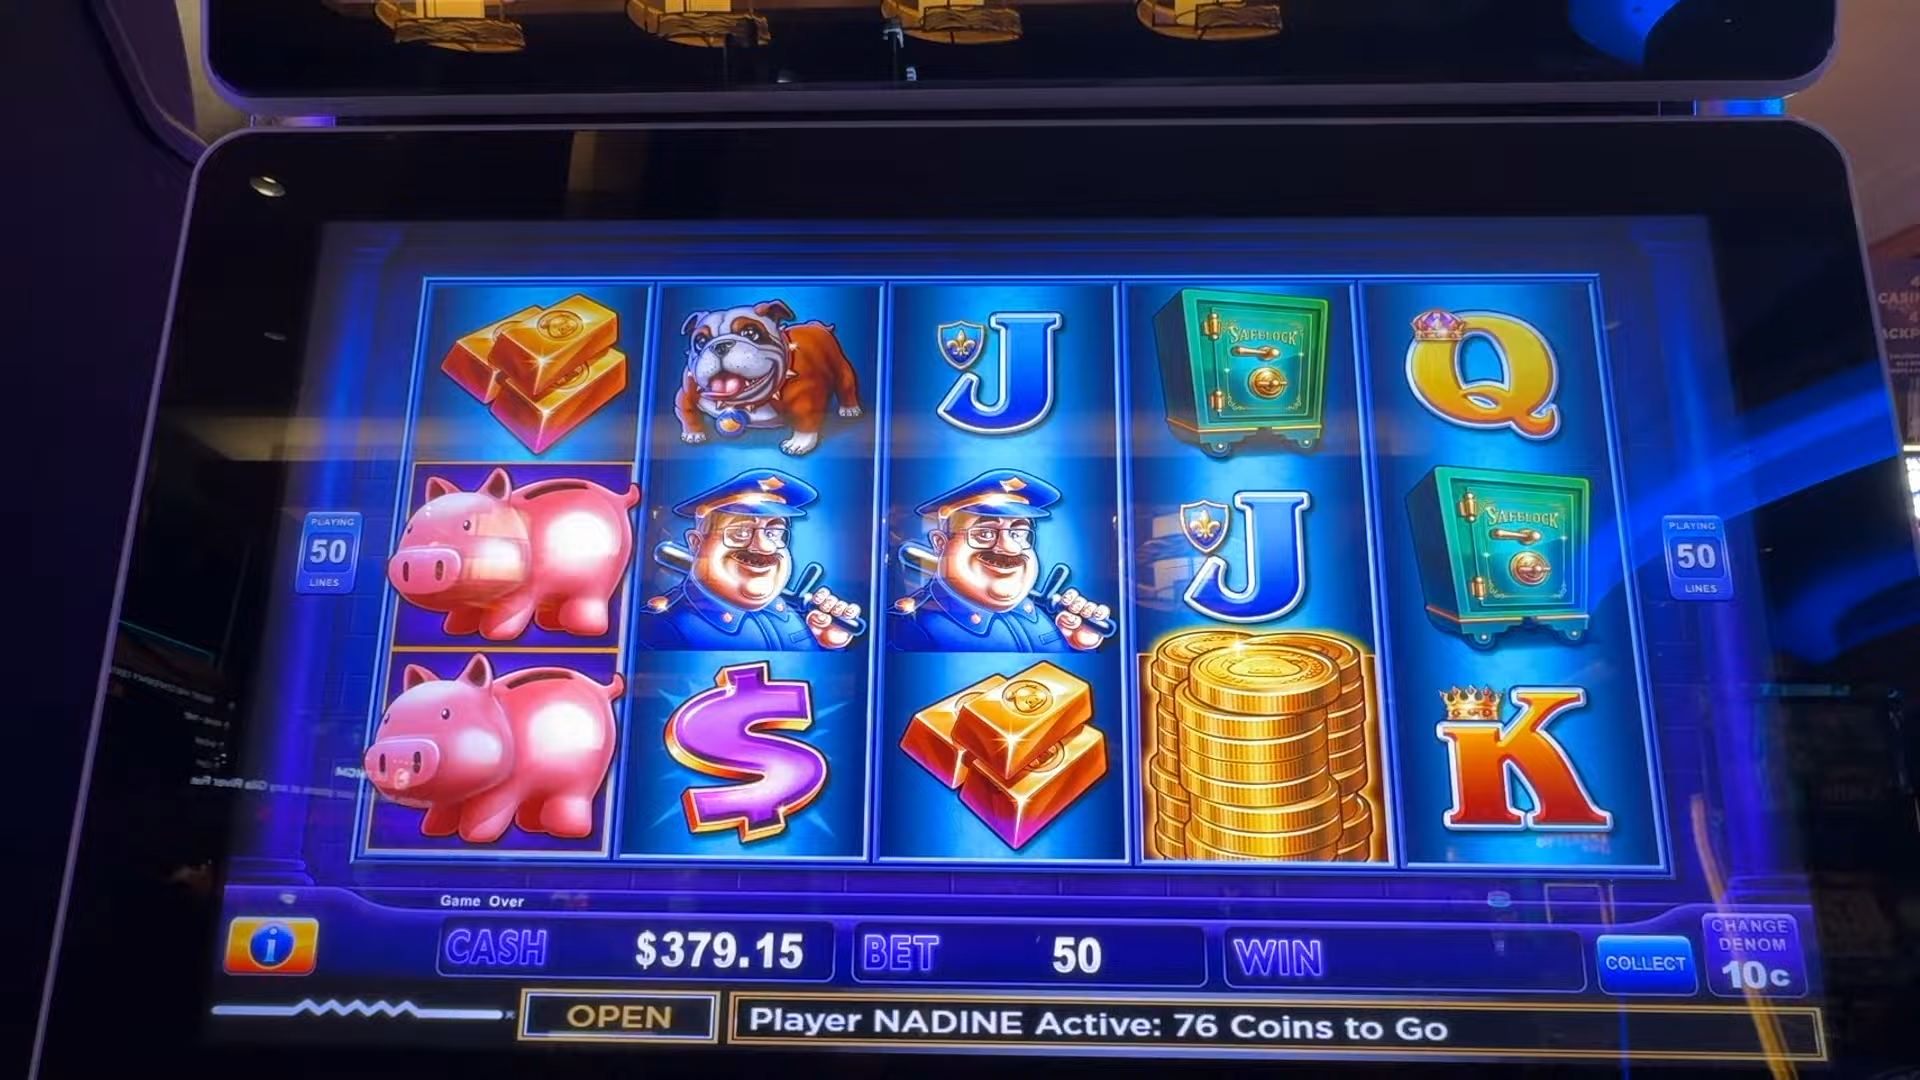 J
SAFELOCK
Q
PLAYING
50
LINES
J
SAFELOCK
PLAYING
50
LINES
$
K
Game Over
i
CASH $379.15
BET 50
WIN
COLLECT
CHANGE
DENOM
10¢
OPEN
Player NADINE Active: 76 Coins to Go